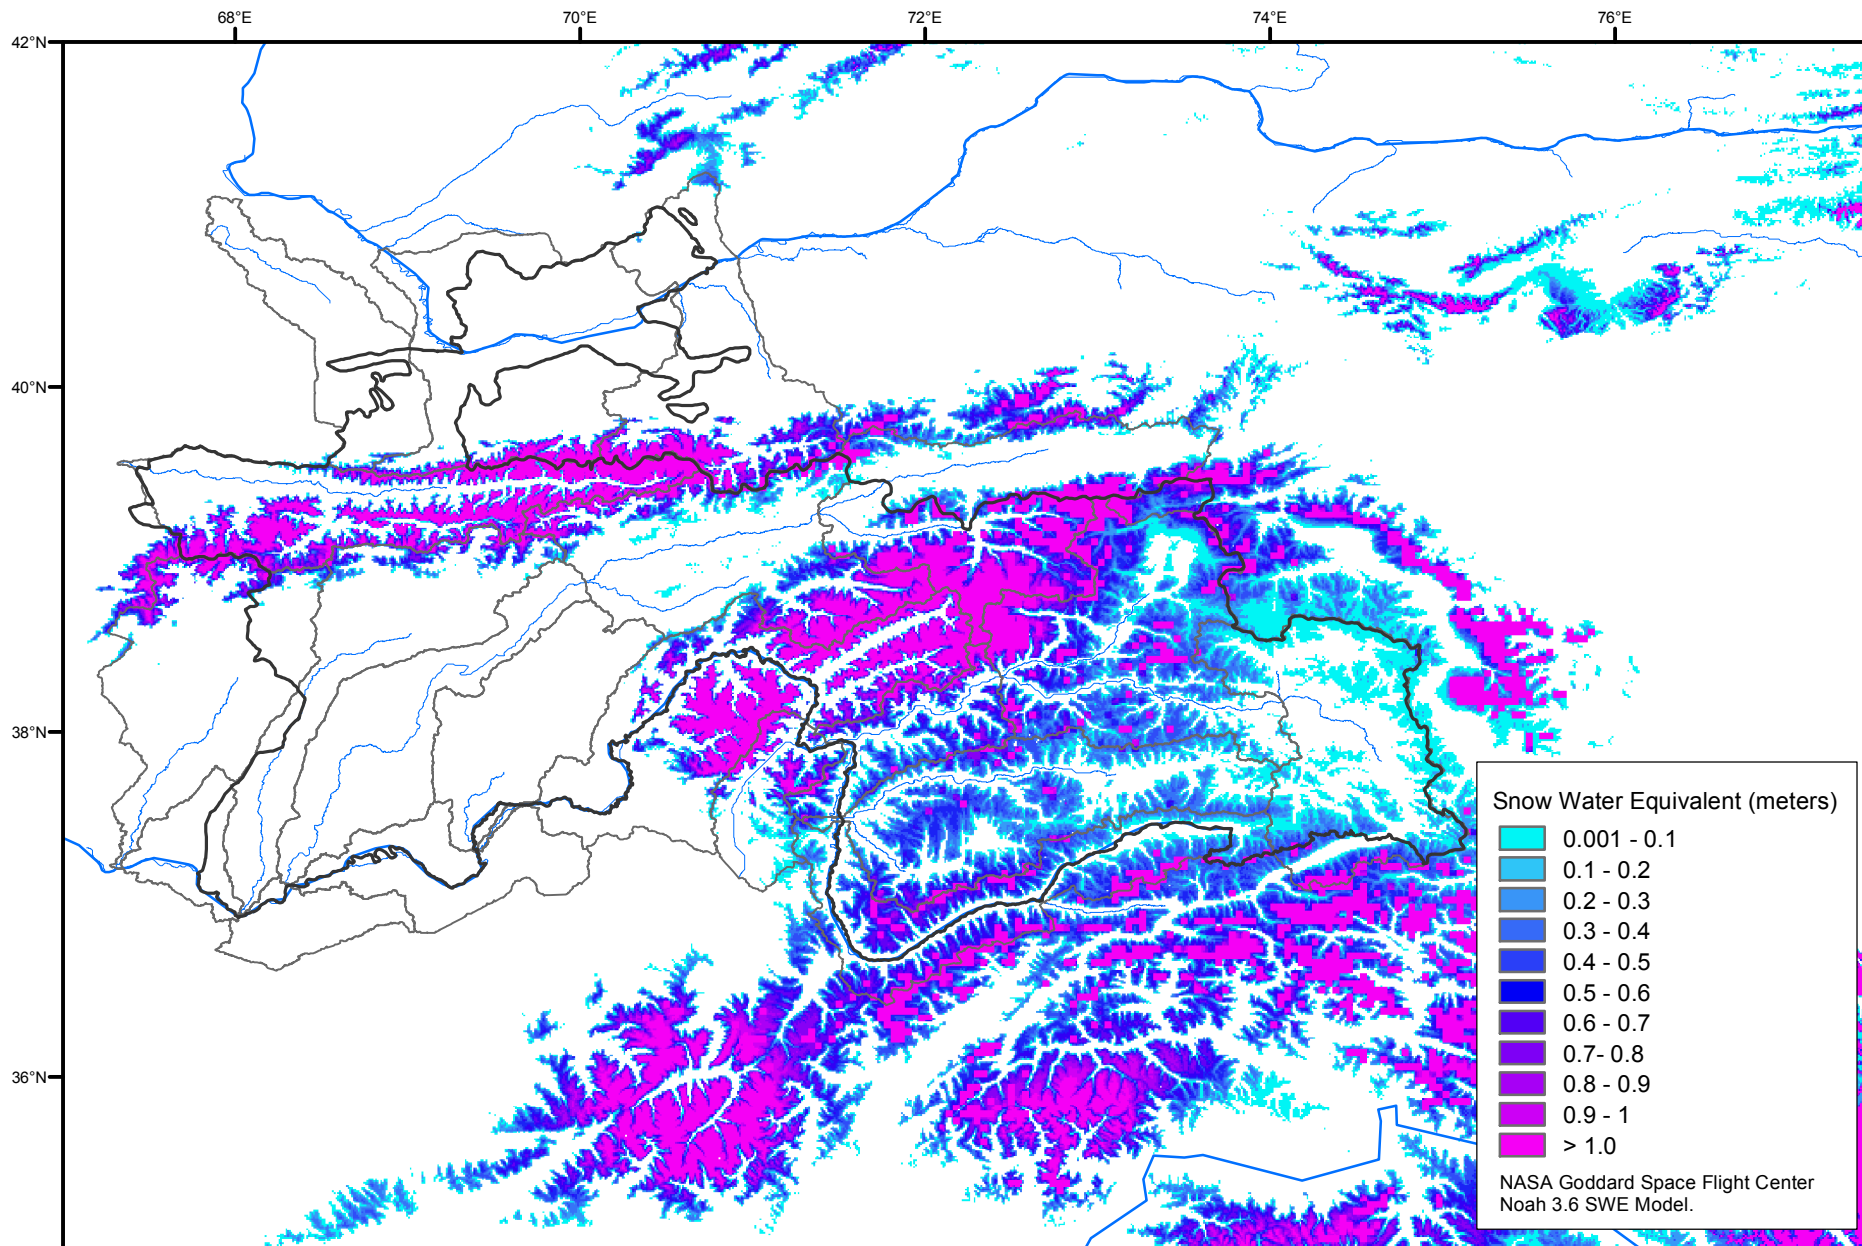 68°E 70°E 72°E 74°E 76°E
42°N
40°N
38°N
36°N
Snow Water Equivalent (meters)
0.001 - 0.1
0.1 - 0.2
0.2 - 0.3
0.3 - 0.4
0.4 - 0.5
0.5 - 0.6
0.6 - 0.7
0.7- 0.8
0.8 - 0.9
0.9 - 1
> 1.0
NASA Goddard Space Flight Center
Noah 3.6 SWE Model.